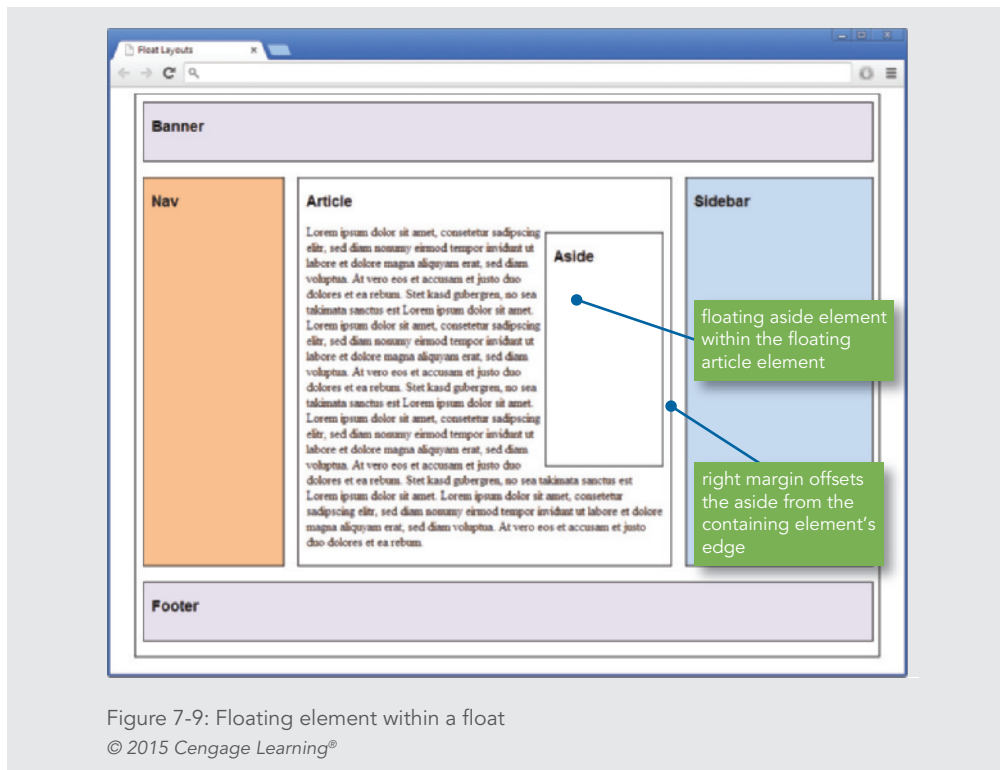 Float Layouts
Banner
Nav
Article
Lorem ipsum dolor sit amet, consetetur sadipscing
elitr, sed diam nonumy eirmod tempor invidunt ut
labore et dolore magna aliquyam erat, sed diam
voluptua. At vero eos et accusam et justo duo
dolores et ea rebum. Stet kasd gubergren, no sea
takimata sanctus est Lorem ipsum dolor sit amet.
Lorem ipsum dolor sit amet, consetetur sadipscing
elitr, sed diam nonumy eirmod tempor invidunt ut
labore et dolore magna aliquyam erat, sed diam
voluptua. At vero eos et accusam et justo duo
dolores et ea rebum. Stet kasd gubergren, no sea
takimata sanctus est Lorem ipsum dolor sit amet.
Lorem ipsum dolor sit amet, consetetur sadipscing
elitr, sed diam nonumy eirmod tempor invidunt ut
labore et dolore magna aliquyam erat, sed diam
voluptua. At vero eos et accusam et justo duo
dolores et ea rebum. Stet kasd gubergren, no sea takimata sanctus est
Lorem ipsum dolor sit amet. Lorem ipsum dolor sit amet, consetetur
sadipscing elitr, sed diam nonumy eirmod tempor invidunt ut labore et dolore
magna aliquyam erat, sed diam voluptua. At vero eos et accusam et justo
duo dolores et ea rebum.
Aside
Sidebar
floating aside element
within the floating
article element
right margin offsets
the aside from the
containing element's
edge
Footer
Figure 7-9: Floating element within a float
© 2015 Cengage Learning®